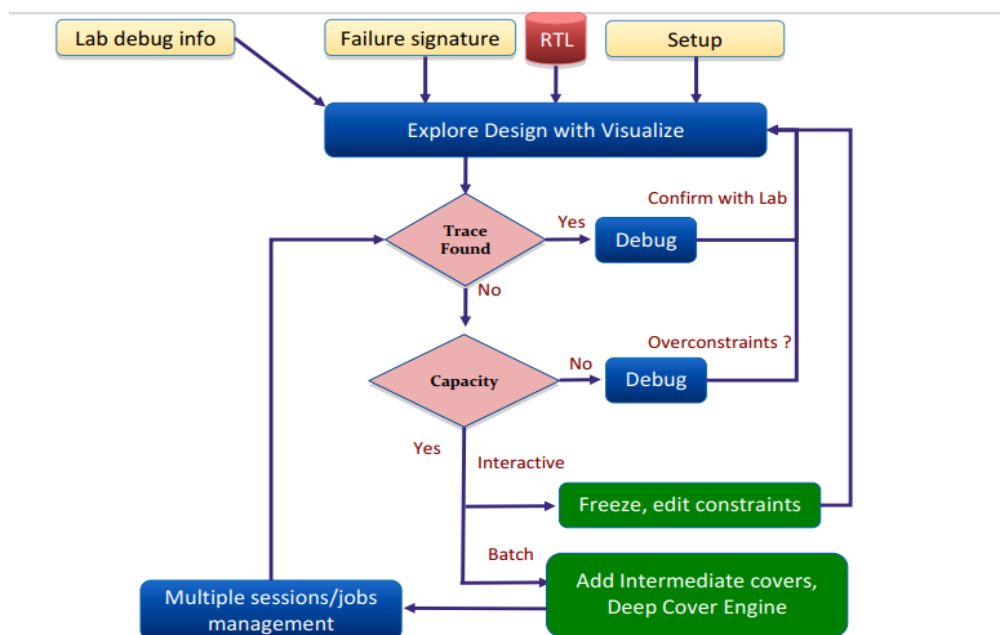 Lab debug info
Failure signature
RTL
Setup
Explore Design with Visualize
Confirm with Lab
Trace
Found
Yes
Debug
No
Overconstraints ?
Capacity
No
Debug
Yes
Interactive
Freeze, edit constraints
Batch
Add Intermediate covers,
Deep Cover Engine
Multiple sessions/jobs
management